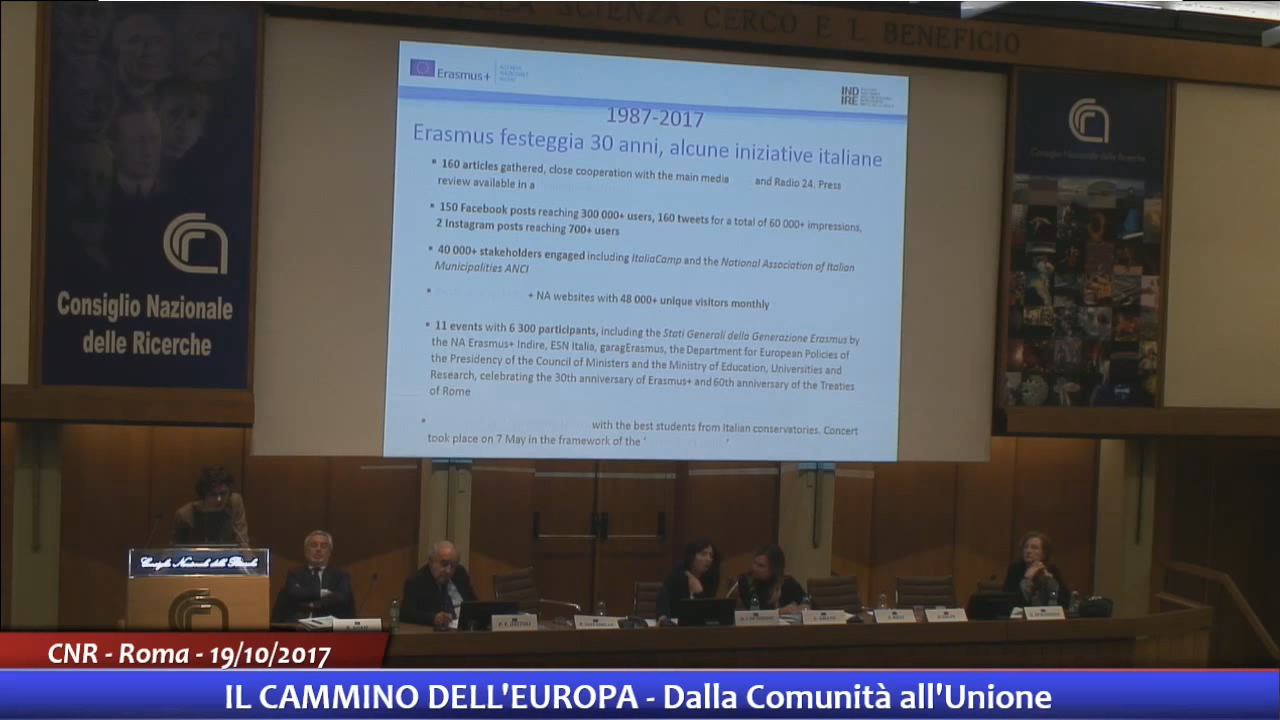 DELLA SCIENZA CERCO E L BENEFICIO
Erasmus+
IND
IRE
1987-2017
Erasmus festeggia 30 anni, alcune iniziative italiane
▪ 160 articles gathered, close cooperation with the main media and Radio 24. Press
review available in a
▪ 150 Facebook posts reaching 300 000+ users, 160 tweets for a total of 60 000+ impressions,
2 Instagram posts reaching 700+ users
▪ 40 000+ stakeholders engaged including ItaliaCamp and the National Association of Italian
Municipalities ANCI
▪ + NA websites with 48 000+ unique visitors monthly
▪ 11 events with 6 300 participants, including the Stati Generali della Generazione Erasmus by
the NA Erasmus+ Indire, ESN Italia, garagErasmus, the Department for European Policies of
the Presidency of the Council of Ministers and the Ministry of Education, Universities and
Research, celebrating the 30th anniversary of Erasmus+ and 60th anniversary of the Treaties
of Rome
▪ with the best students from Italian conservatories. Concert
took place on 7 May in the framework of the ' '
Consiglio Nazionale
delle Ricerche
Consiglio Nazionale delle Ricerche
Consiglio Nazionale delle Ricerche
CNR - Roma - 19/10/2017
IL CAMMINO DELL'EUROPA - Dalla Comunità all'Unione